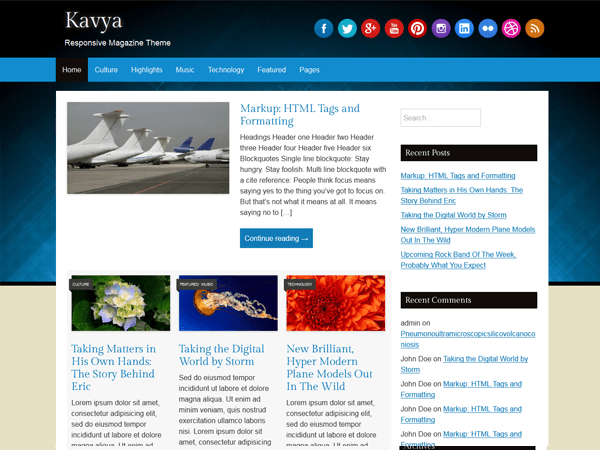 Kavya
Responsive Magazine Theme
Home Culture Highlights Music Technology Featured Pages
Markup: HTML Tags and
Formatting
Headings Header one Header two Header
three Header four Header five Header six
Blockquotes Single line blockquote: Stay
hungry. Stay foolish. Multi line blockquote with
a cite reference: People think focus means
saying yes to the thing you've got to focus on.
But that's not what it means at all. It means
saying no to […]
Continue reading →
CULTURE
Taking Matters in
His Own Hands:
The Story Behind
Eric
Lorem ipsum dolor sit amet,
consectetur adipisicing elit,
sed do eiusmod tempor
incididunt ut labore et dolore
FEATURED MUSIC
Taking the Digital
World by Storm
Sed do eiusmod tempor
incididunt ut labore et dolore
magna aliqua. Ut enim ad
minim veniam, quis nostrud
exercitation ullamco laboris
nisi. Lorem ipsum dolor sit
amet, consectetur adipisicing
TECHNOLOGY
New Brilliant,
Hyper Modern
Plane Models Out
In The Wild
Lorem ipsum dolor sit amet,
consectetur adipisicing elit,
sed do eiusmod tempor
incididunt ut labore et dolore
magna aliqua. Ut enim ad
Search …
Recent Posts
Markup: HTML Tags and Formatting
Taking Matters in His Own Hands: The
Story Behind Eric
Taking the Digital World by Storm
New Brilliant, Hyper Modern Plane Models
Out In The Wild
Upcoming Rock Band Of The Week,
Probably What You Expect
Recent Comments
admin on
Pneumonoultramicroscopicsilicovolcanoco
niosis
John Doe on Taking the Digital World by
Storm
John Doe on Markup: HTML Tags and
Formatting
John Doe on Markup: HTML Tags and
Formatting
John Doe on Markup: HTML Tags and
Formatting
Archives